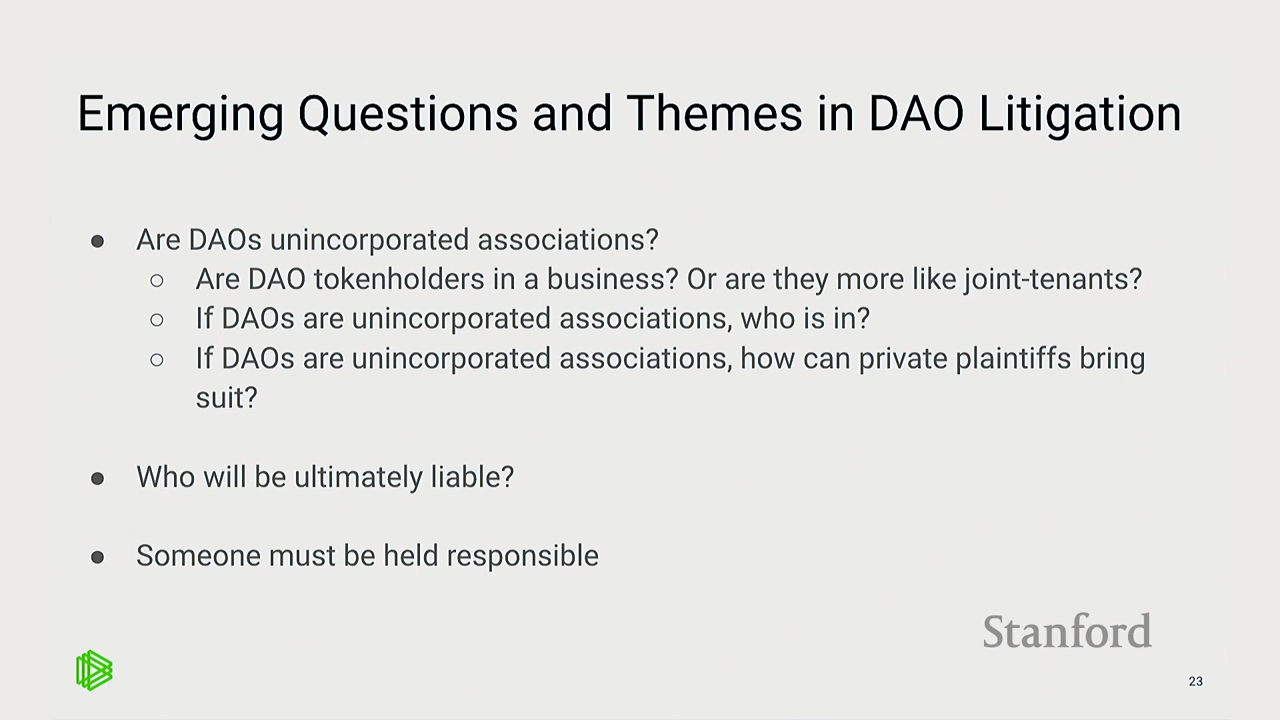 Emerging Questions and Themes in DAO Litigation
● Are DAOs unincorporated associations?
○ Are DAO tokenholders in a business? Or are they more like joint-tenants?
○ If DAOs are unincorporated associations, who is in?
○ If DAOs are unincorporated associations, how can private plaintiffs bring
suit?
● Who will be ultimately liable?
● Someone must be held responsible
Stanford
23